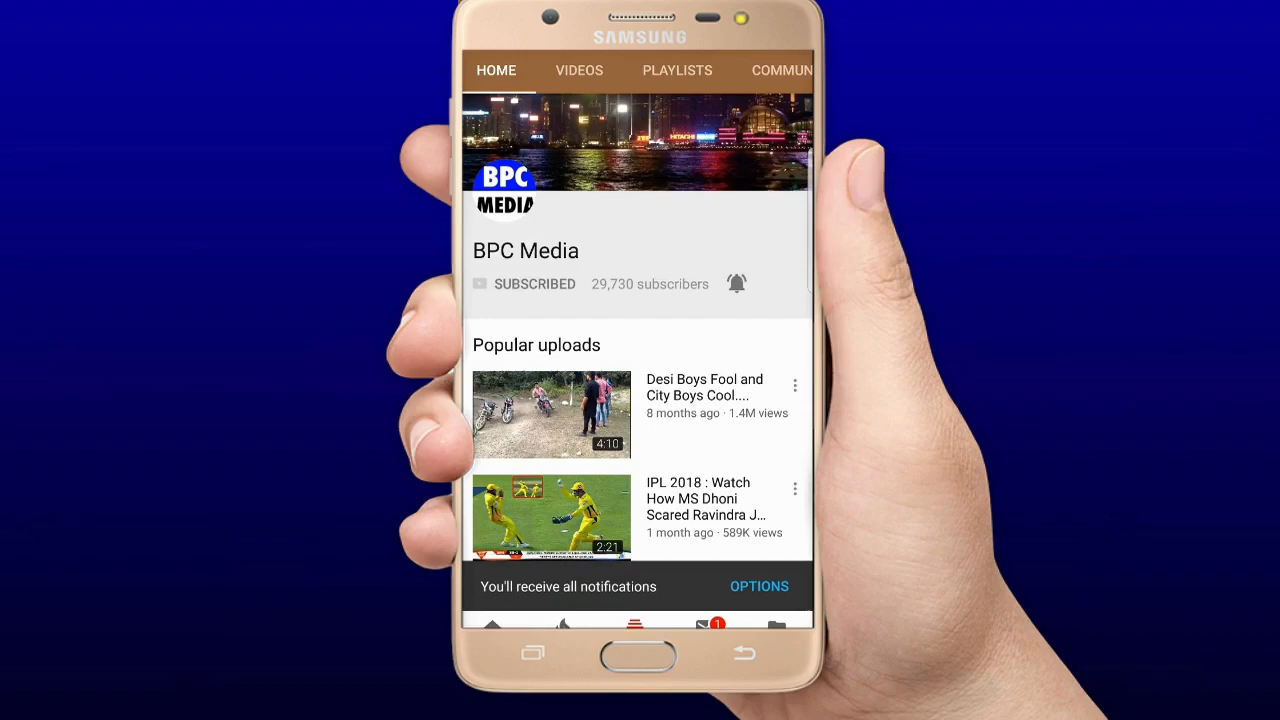 SAMSUNG
HOME VIDEOS PLAYLISTS COMMUN
HITACHI
BPC
MEDIA
BPC Media
SUBSCRIBED 29,730 subscribers
Popular uploads
Desi Boys Fool and
City Boys Cool....
8 months ago · 1.4M views
4:10
IPL 2018 : Watch
How MS Dhoni
Scared Ravindra J...
1 month ago · 589K views
2:21
You'll receive all notifications OPTIONS
1